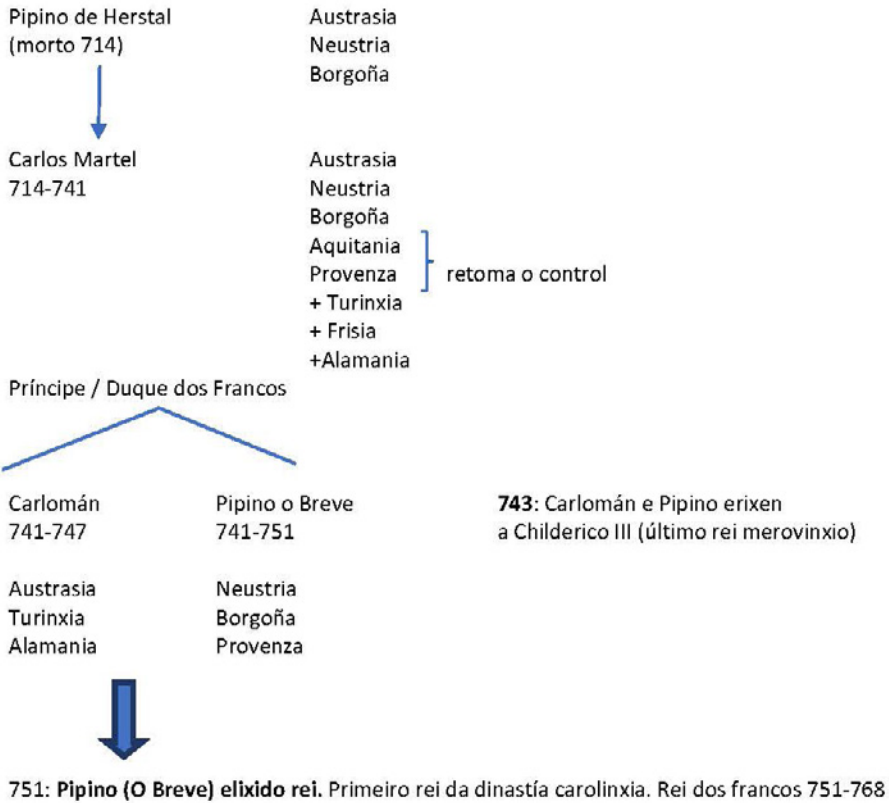 Pipino de Herstal
(morto 714)
Austrasia
Neustria
Borgoña
Carlos Martel
714-741
Austrasia
Neustria
Borgoña
Aquitania
Provenza
retoma o control
+ Turinxia
+ Frisia
+Alamania
Príncipe / Duque dos Francos
Carlomán
741-747
Pipino o Breve
741-751
743: Carlomán e Pipino erixen
a Childerico III (último rei merovinxio)
Austrasia
Turinxia
Alamania
Neustria
Borgoña
Provenza
751: Pipino (O Breve) elixido rei. Primeiro rei da dinastía carolinxia. Rei dos francos 751-768